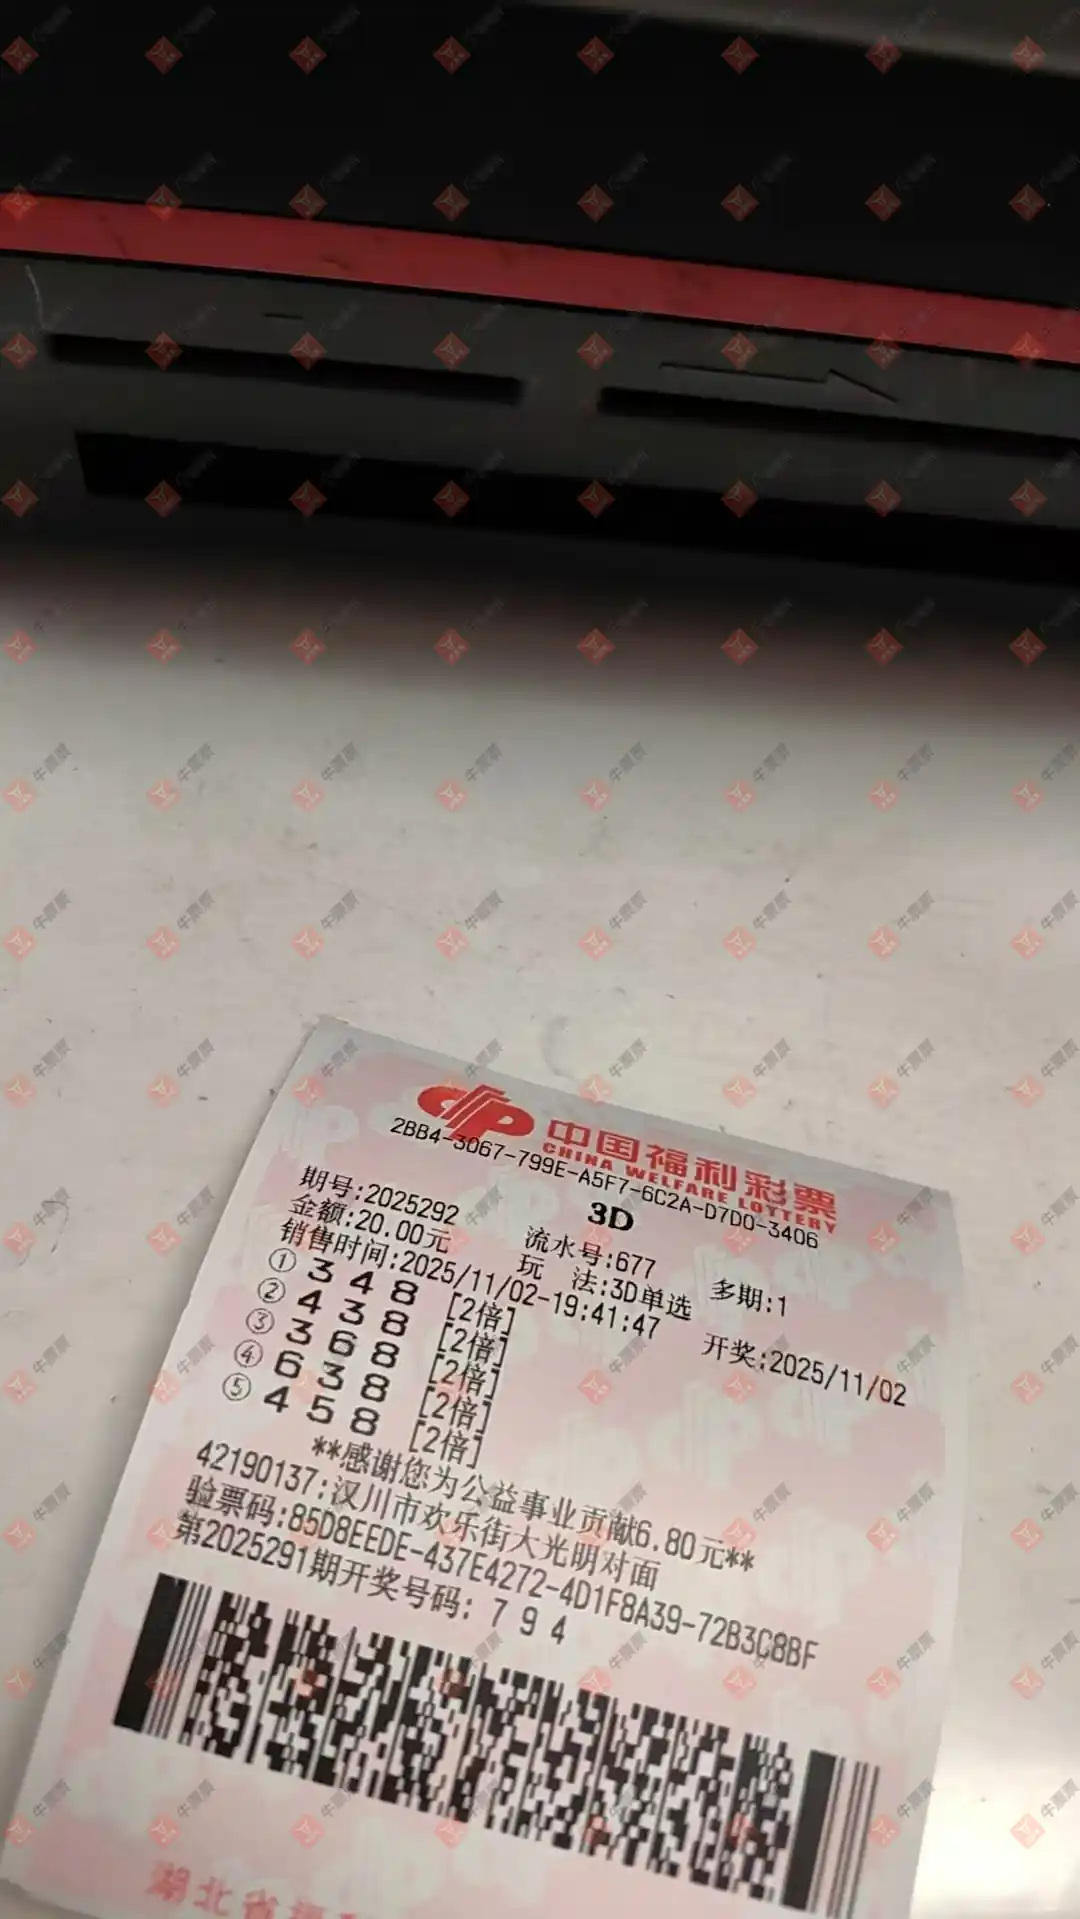 中国福利彩票
CHINA WELFARE LOTTERY
2BB4-3067-799E-A5F7-6C2A-D7D0-3406
3D
期号:2025292 流水号:677 多期:1
金额:20.00元 玩 法:3D单选
销售时间:2025/11/02-19:41:47 开奖:2025/11/02
① 3 4 8 [2倍]
② 4 3 8 [2倍]
③ 3 6 8 [2倍]
④ 6 3 8 [2倍]
⑤ 4 5 8 [2倍]
**感谢您为公益事业贡献6.80元**
42190137:汉川市欢乐街大光明对面
验票码:85D8EEDE-437E4272-4D1F8A39-72B3C8BF
第2025291期开奖号码: 7 9 4
湖北省
牛票票